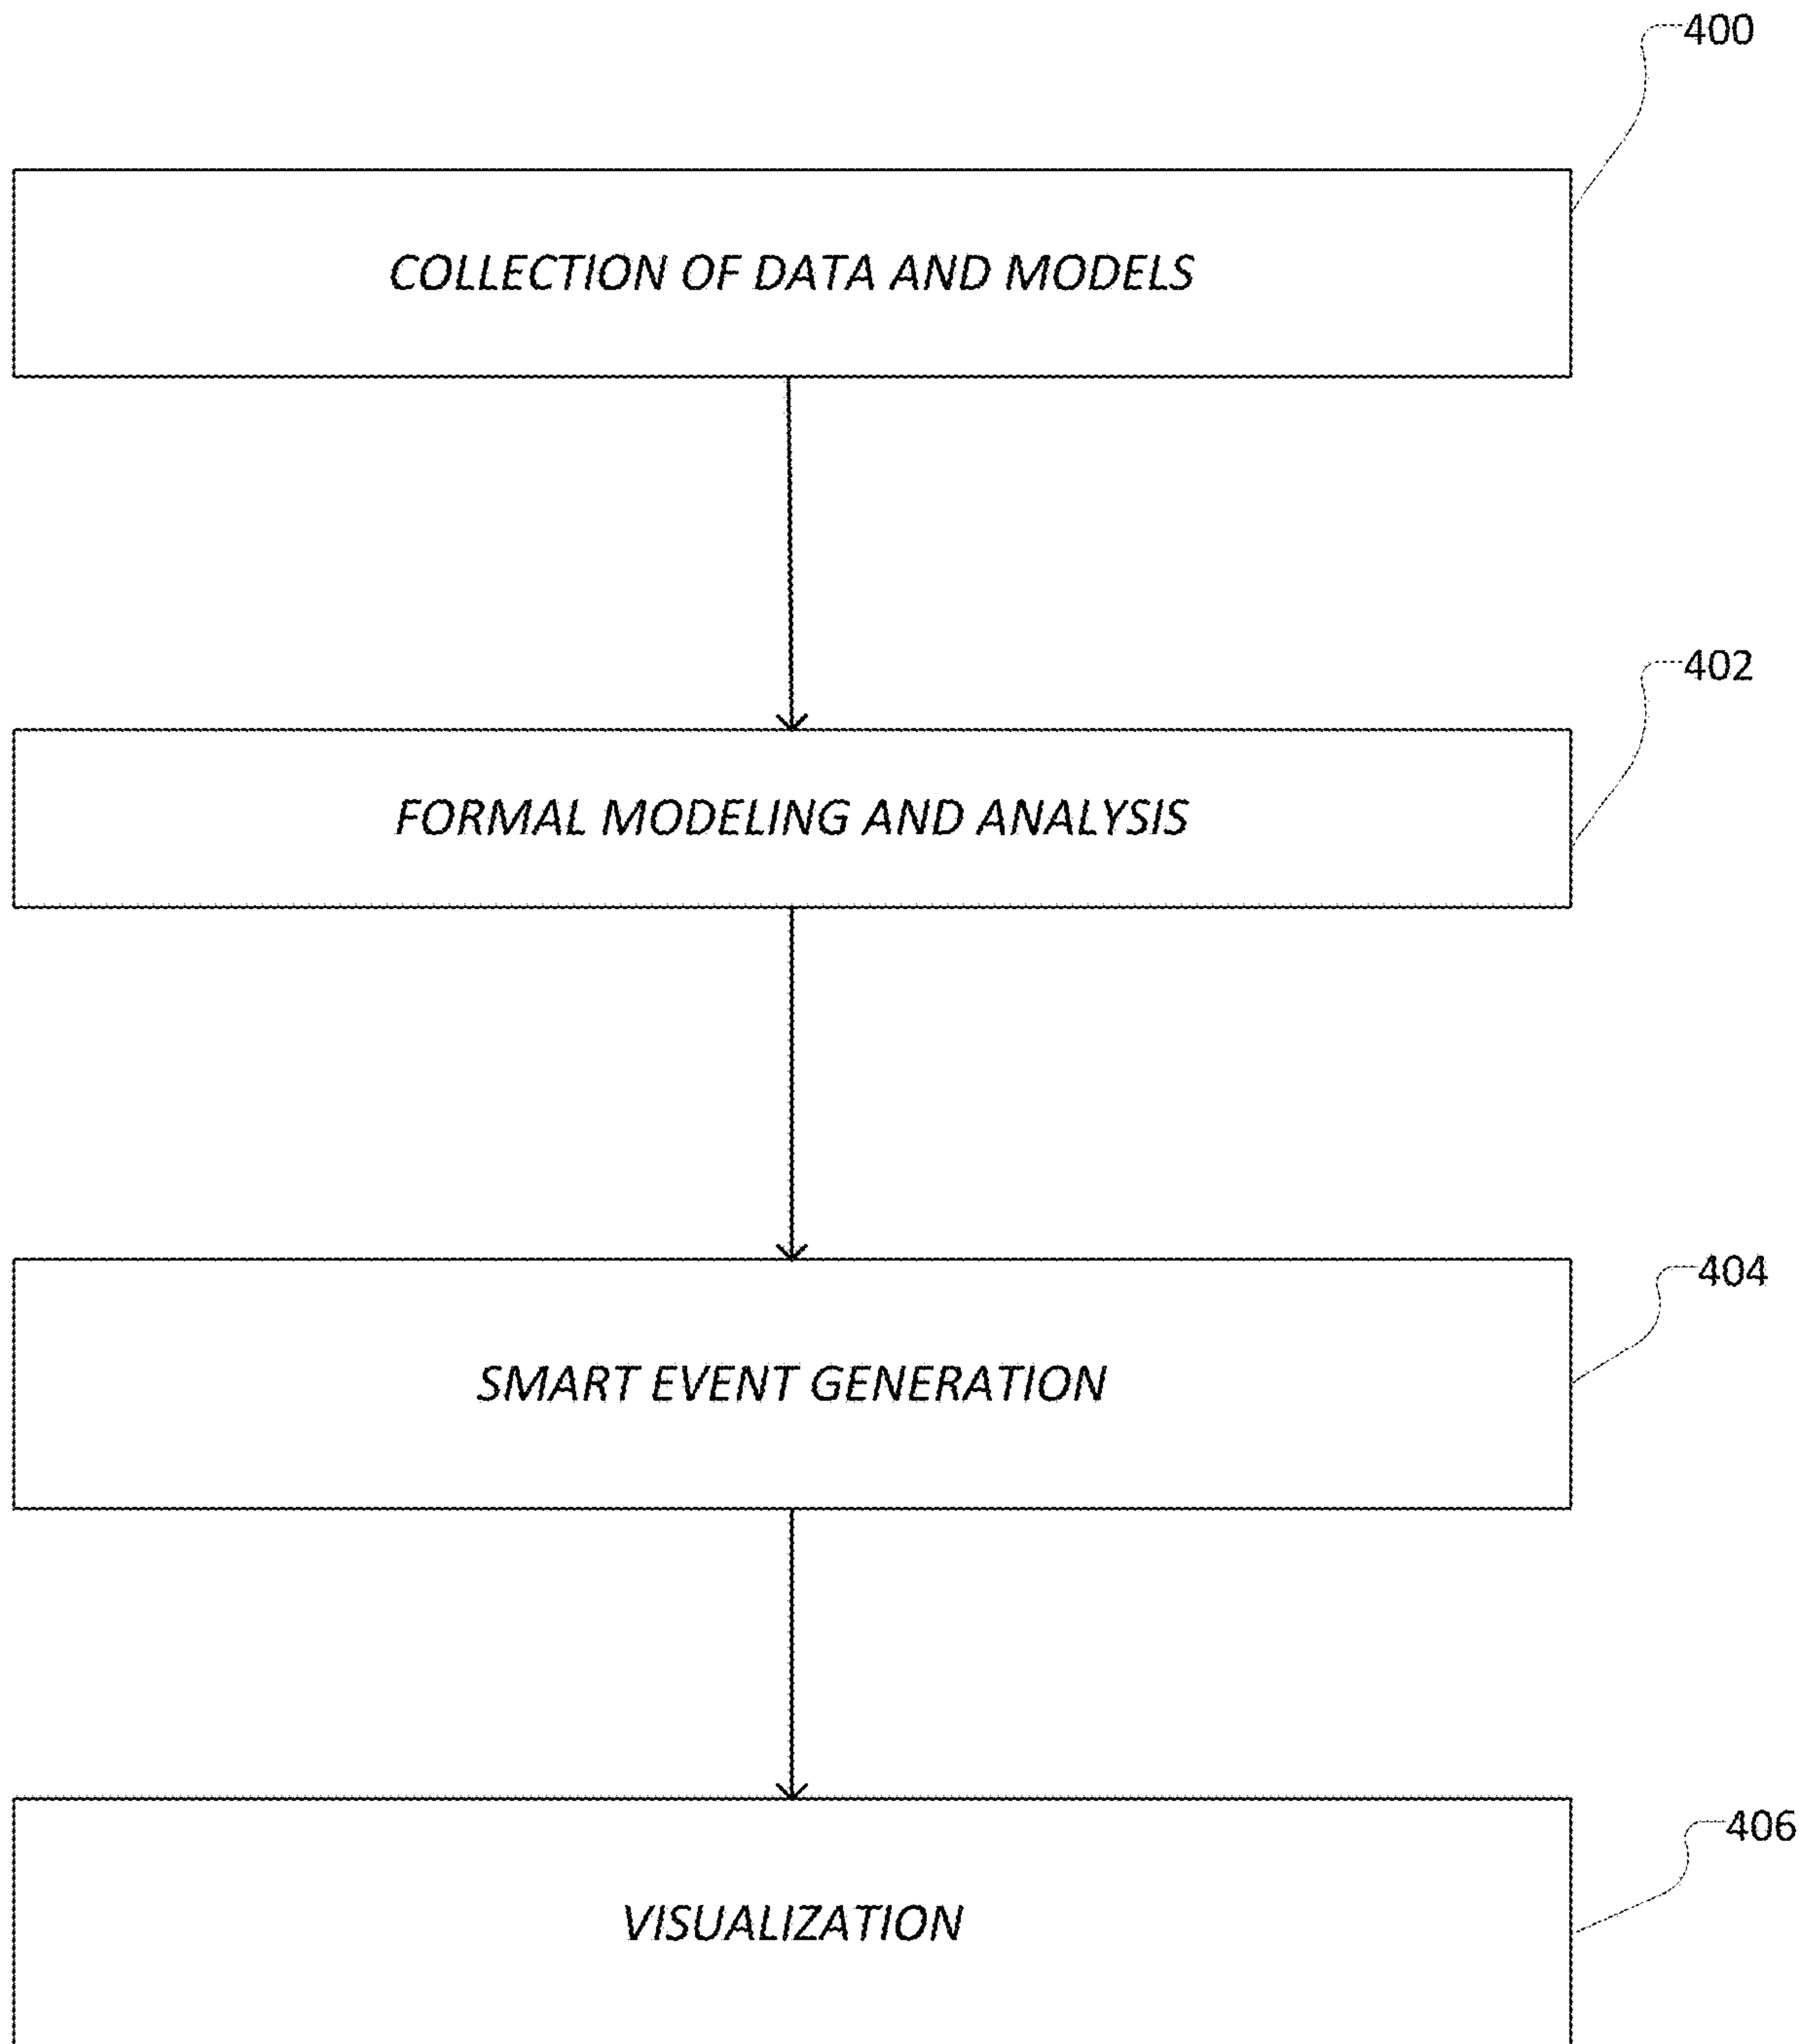 400
COLLECTION OF DATA AND MODELS
402
FORMAL MODELING AND ANALYSIS
404
SMART EVENT GENERATION
406
VISUALIZATION